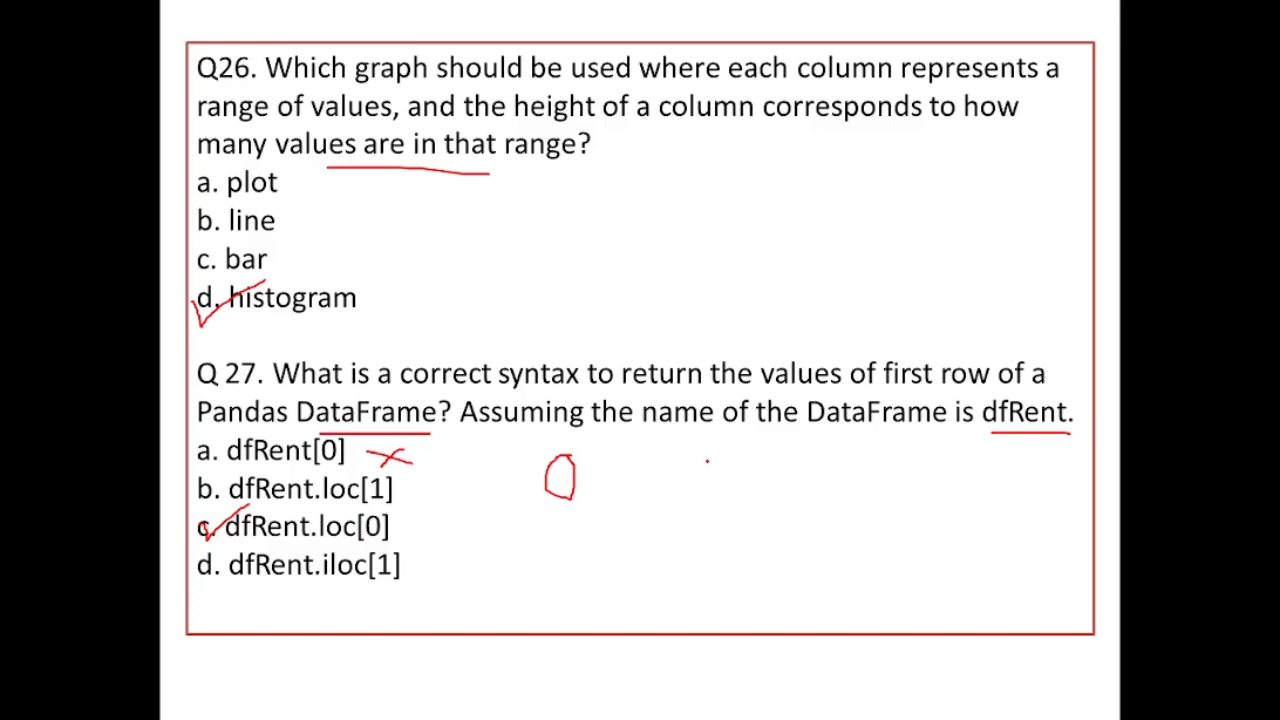 Q26. Which graph should be used where each column represents a
range of values, and the height of a column corresponds to how
many values are in that range?
a. plot
b. line
c. bar
d. histogram
Q 27. What is a correct syntax to return the values of first row of a
Pandas DataFrame? Assuming the name of the DataFrame is dfRent.
a. dfRent[0]
b. dfRent.loc[1]
c. dfRent.loc[0]
d. dfRent.iloc[1]
0